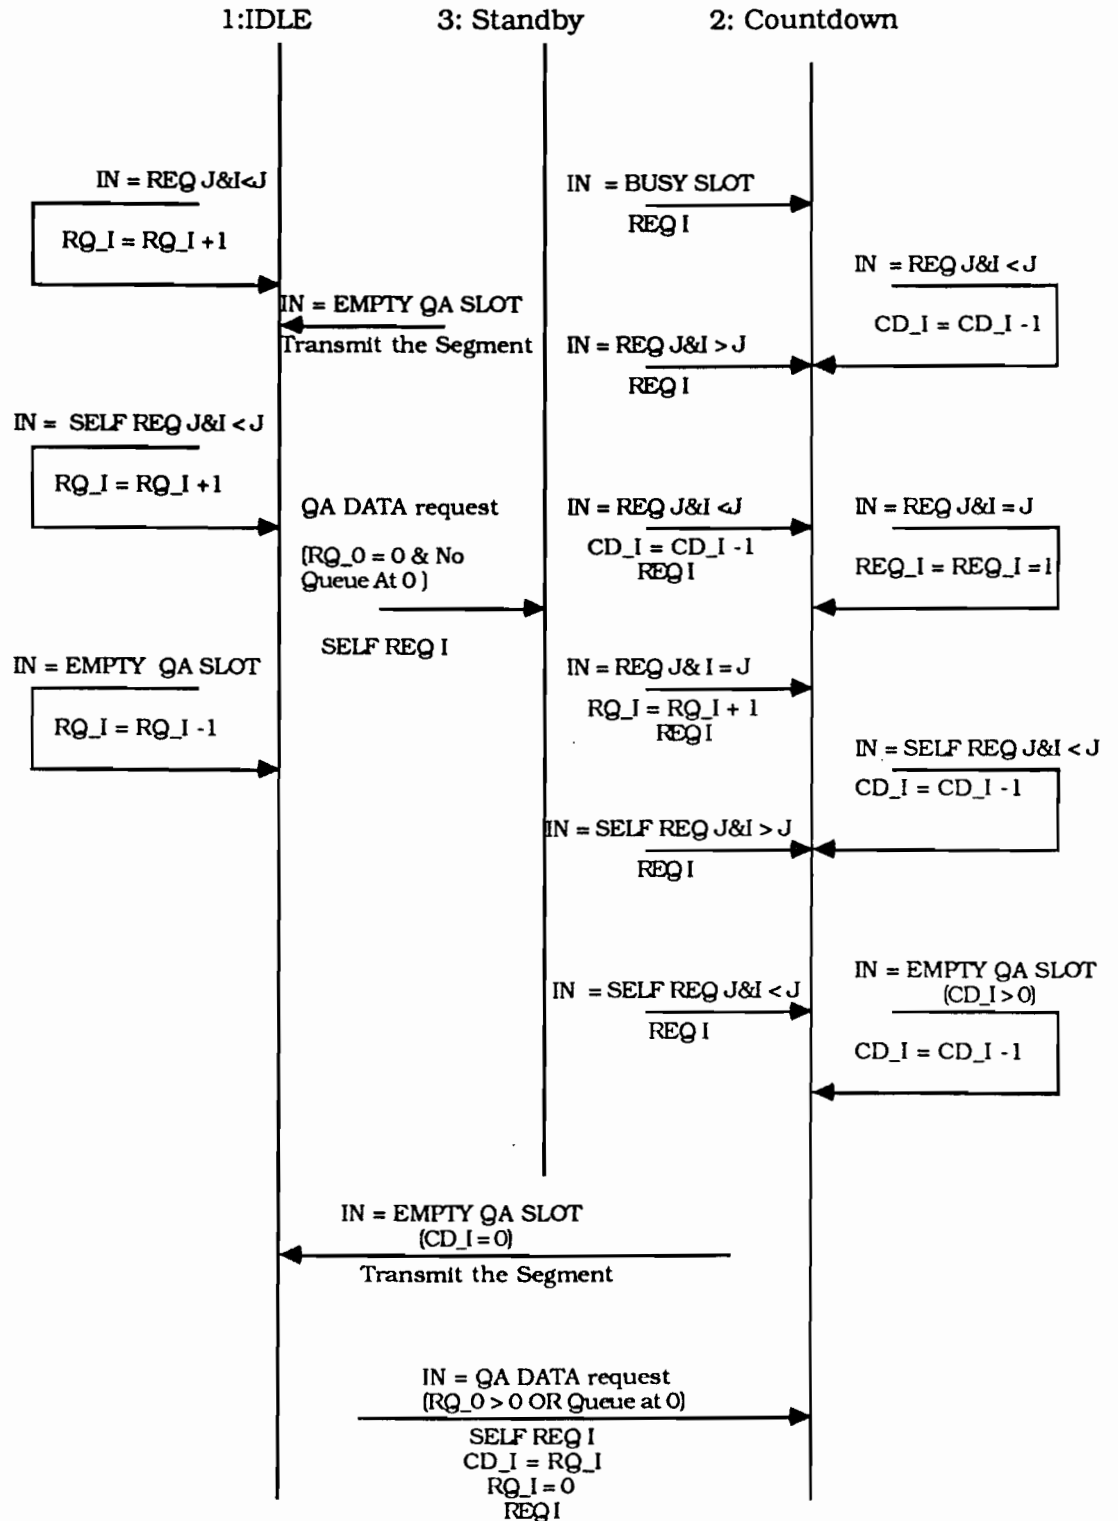 1:IDLE
3: Standby
2: Countdown
IN = REQ J&I<J
RQ_I = RQ_I +1
IN = EMPTY QA SLOT
Transmit the Segment
IN = SELF REQ J&I < J
RQ_I = RQ_I +1
QA DATA request
(RQ_0 = 0 & No
Queue At 0 )
SELF REQ I
IN = EMPTY QA SLOT
RQ_I = RQ_I -1
IN = BUSY SLOT
REQ I
IN = REQ J&I > J
REQ I
IN = REQ J&I <J
CD_I = CD_I -1
REQ I
IN = REQ J& I = J
RQ_I = RQ_I + 1
REQ I
IN = SELF REQ J&I > J
REQ I
IN = SELF REQ J&I < J
REQ I
IN = REQ J&I < J
CD_I = CD_I -1
IN = REQ J&I = J
REQ_I = REQ_I =1
IN = SELF REQ J&I < J
CD_I = CD_I -1
IN = EMPTY QA SLOT
(CD_I > 0)
CD_I = CD_I -1
IN = EMPTY QA SLOT
(CD_I = 0)
Transmit the Segment
IN = QA DATA request
(RQ_0 > 0 OR Queue at 0)
SELF REQ I
CD_I = RQ_I
RQ_I = 0
REQ I